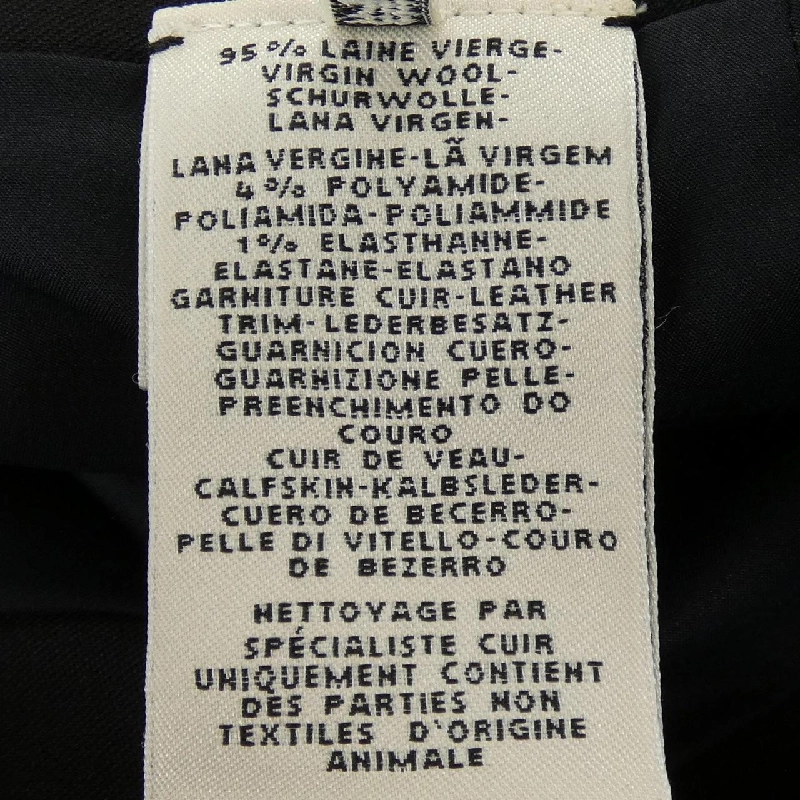 95% LAINE VIERGE-
VIRGIN WOOL-
SCHURWOLLE-
LANA VIRGEN-
LANA VERGINE-LÃ VIRGEM
4% POLYAMIDE-
POLIAMIDA-POLIAMMIDE
1% ELASTHANNE-
ELASTANE-ELASTANO
GARNITURE CUIR-LEATHER
TRIM-LEDERBESATZ-
GUARNICION CUERO-
GUARNIZIONE PELLE-
PREENCHIMENTO DO
COURO
CUIR DE VEAU-
CALFSKIN-KALBSLEDER-
CUERO DE BECERRO-
PELLE DI VITELLO-COURO
DE BEZERRO
NETTOYAGE PAR
SPÉCIALISTE CUIR
UNIQUEMENT CONTIENT
DES PARTIES NON
TEXTILES D'ORIGINE
ANIMALE